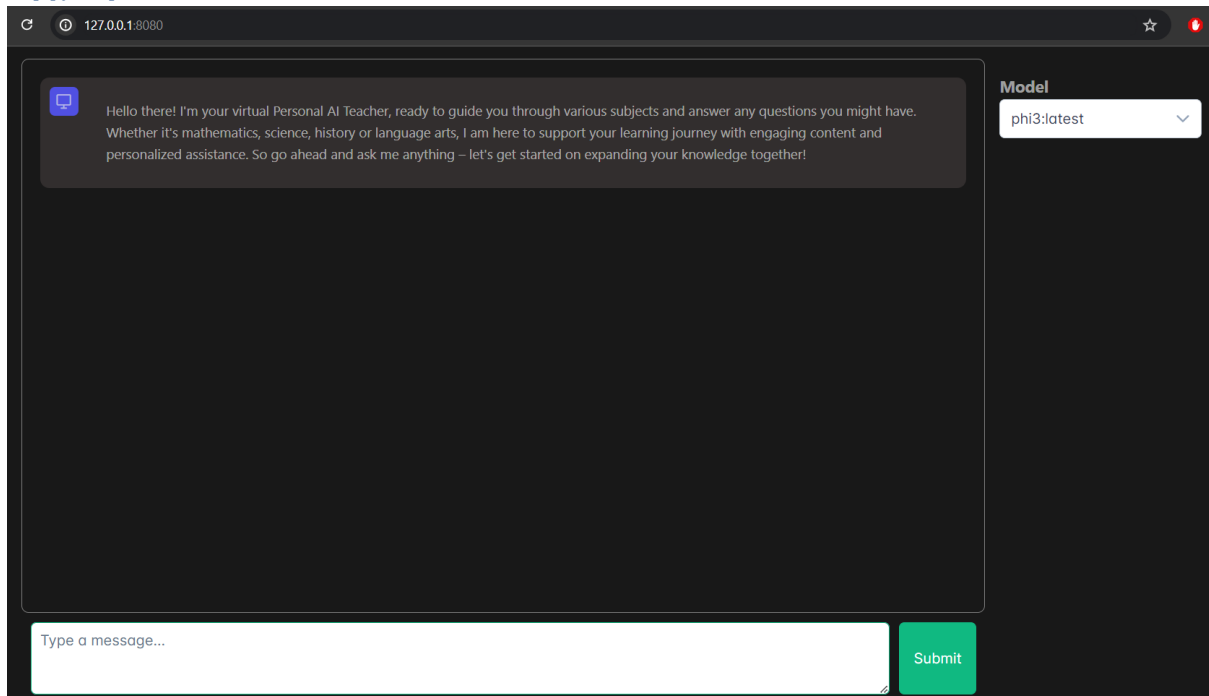 127.0.0.1:8080
Hello there! I'm your virtual Personal AI Teacher, ready to guide you through various subjects and answer any questions you might have.
Whether it's mathematics, science, history or language arts, I am here to support your learning journey with engaging content and
personalized assistance. So go ahead and ask me anything – let's get started on expanding your knowledge together!
Model
phi3:latest
Type a message...
Submit